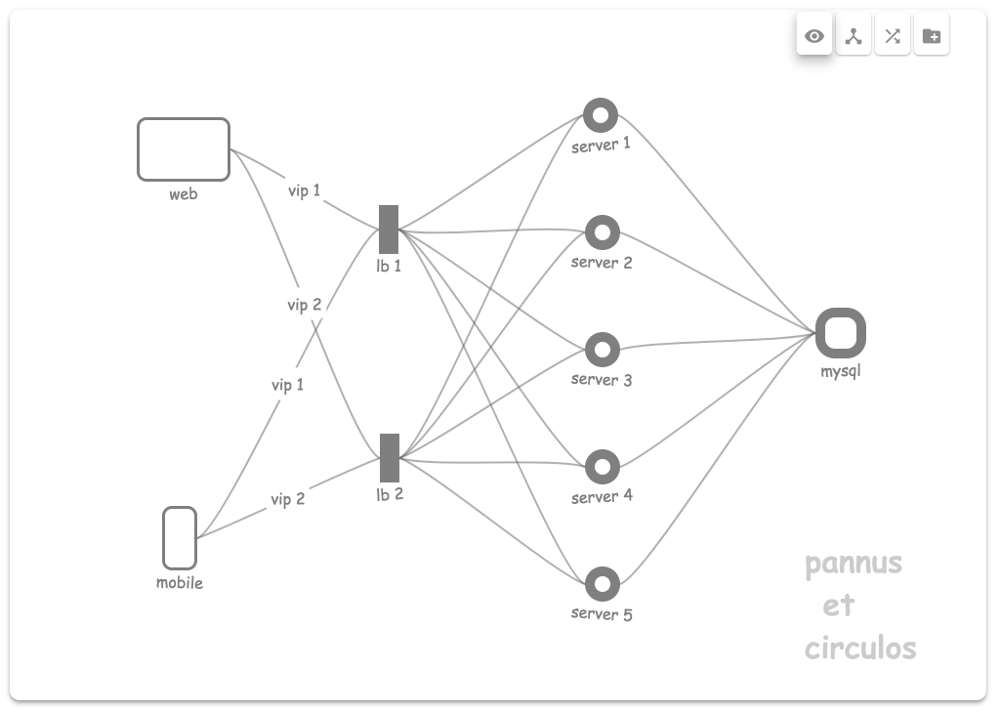 web
vip 1
vip 2
vip 1
vip 2
mobile
lb 1
lb 2
server 1
server 2
server 3
server 4
server 5
mysql
pannus
et
circulos